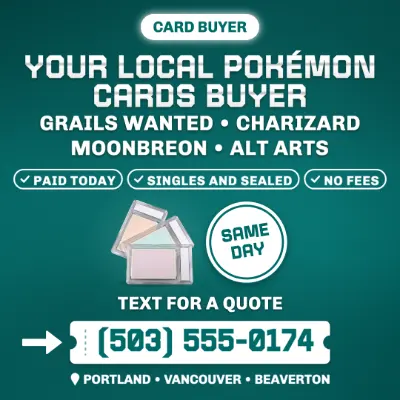 CARD BUYER
YOUR LOCAL POKÉMON
CARDS BUYER
GRAILS WANTED • CHARIZARD
MOONBREON • ALT ARTS
PAID TODAY SINGLES AND SEALED NO FEES
SAME
DAY
TEXT FOR A QUOTE
(503) 555-0174
PORTLAND • VANCOUVER • BEAVERTON